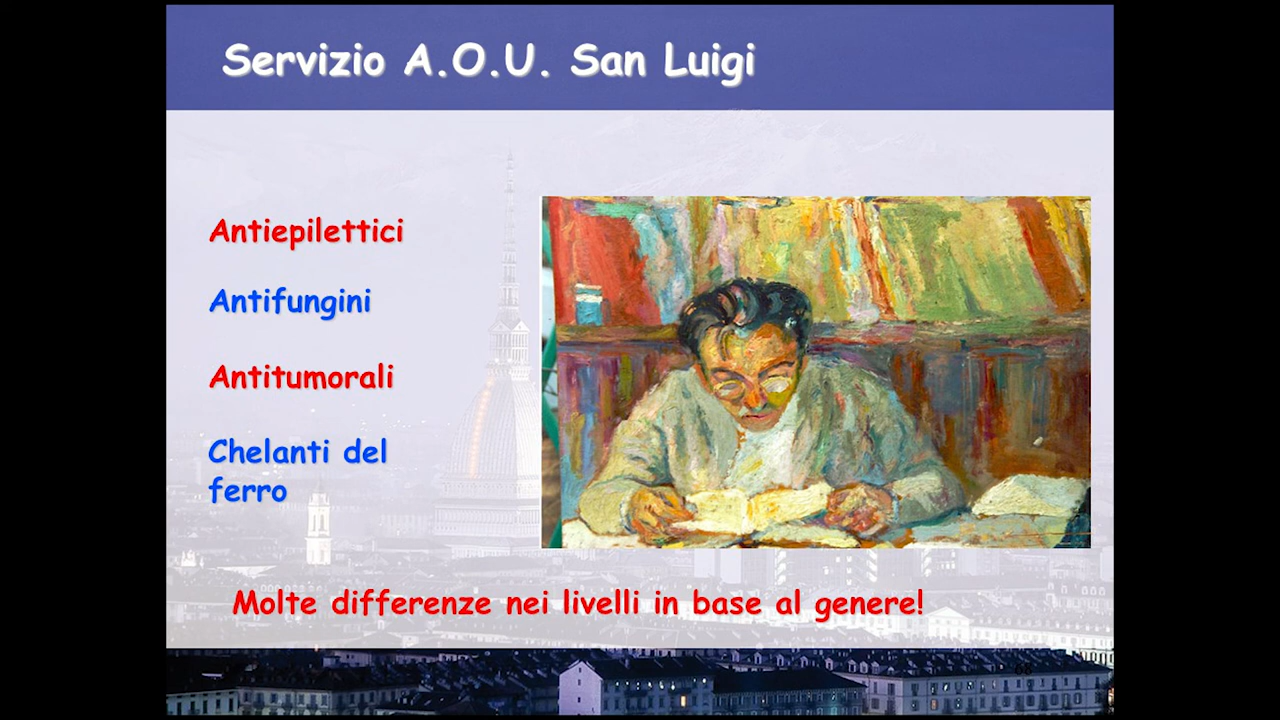 Servizio A.O.U. San Luigi
Antiepilettici
Antifungini
Antitumorali
Chelanti del
ferro
Molte differenze nei livelli in base al genere!